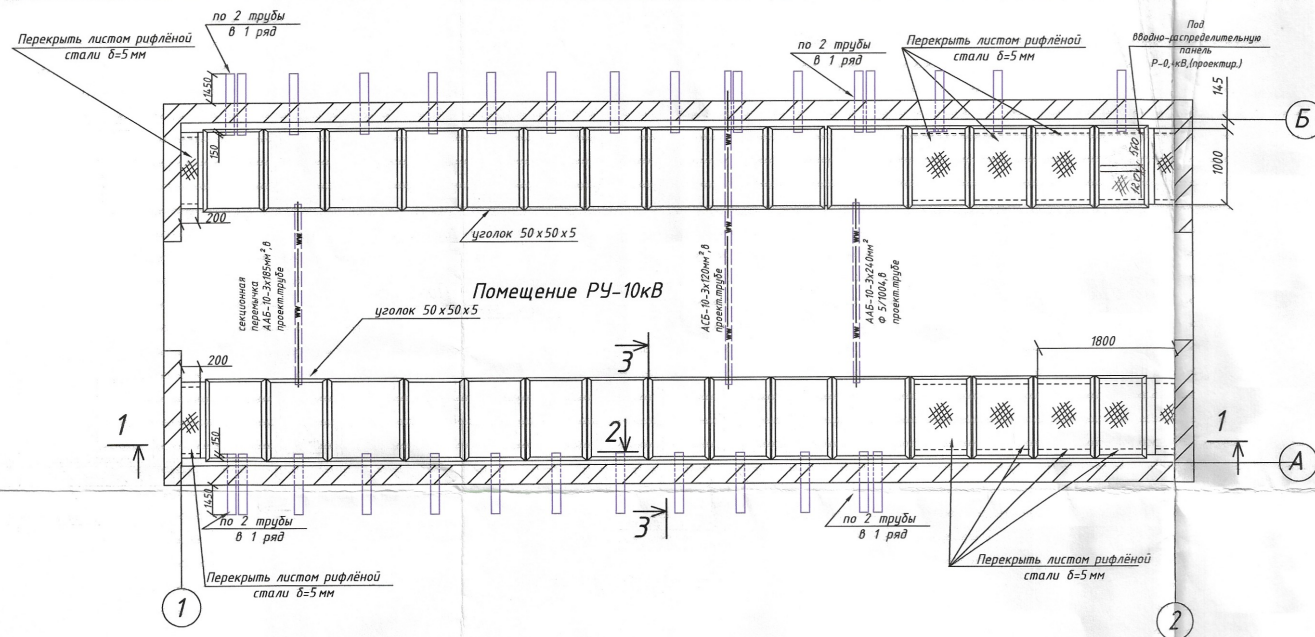 по 2 трубы
в 1 ряд
Перекрыть листом рифлёной
стали δ=5 мм
1450
по 2 трубы
в 1 ряд
Перекрыть листом рифлёной
стали δ=5 мм
Под
вводно-распределительную
панель
(проектир.)
145
Б
150
1000
200
уголок 50х50х5
секционная
перемычка
ААБ-10-3х185мм²,в
проект.трубе
Помещение РУ-10кВ
АСБ-10-3х120мм²,в
проект.трубе
ААБ-10-3х240мм²
Ф 5/1004,в
проект.трубе
уголок 50х50х5
200
3
1800
1
150
2
1
А
1450
по 2 трубы
в 1 ряд
3
по 2 трубы
в 1 ряд
Перекрыть листом рифлёной
стали δ=5 мм
Перекрыть листом рифлёной
стали δ=5 мм
1
2